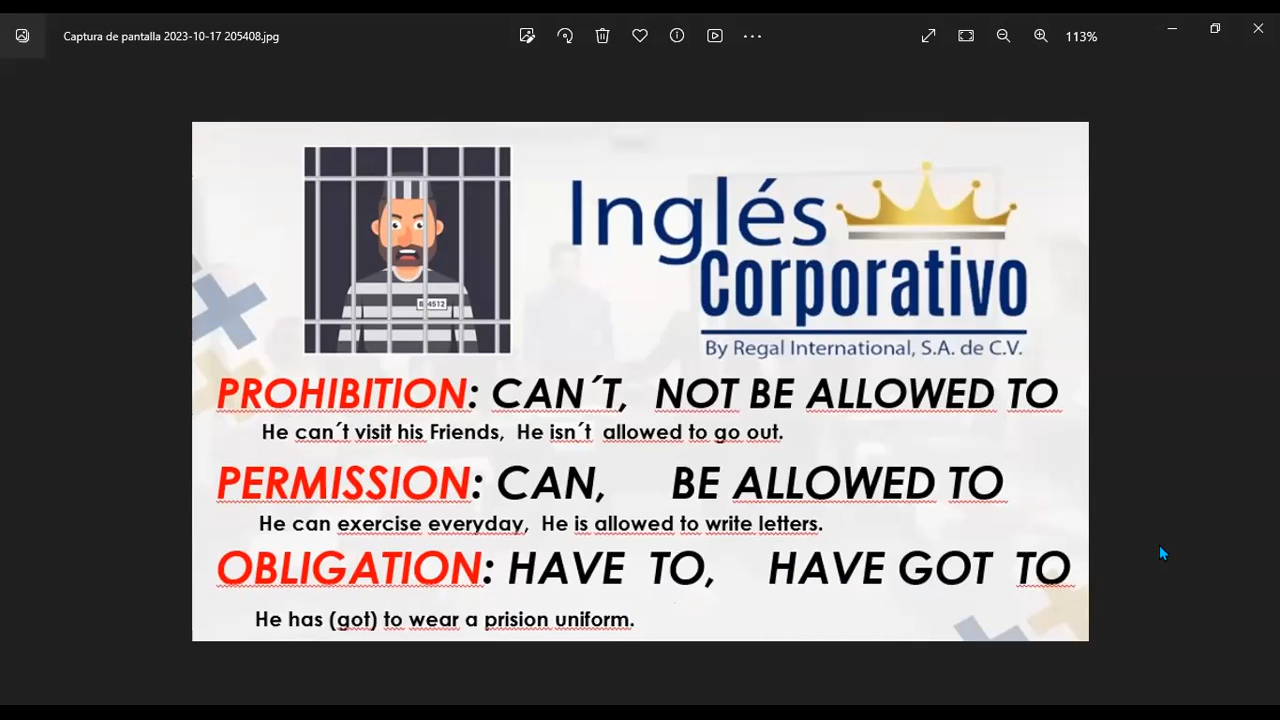 Captura de pantalla 2023-10-17 205408.jpg
113%
Inglés
Corporativo
By Regal International, S.A. de C.V.
PROHIBITION: CAN´T, NOT BE ALLOWED TO
He can´t visit his Friends, He isn´t allowed to go out.
PERMISSION: CAN, BE ALLOWED TO
He can exercise everyday, He is allowed to write letters.
OBLIGATION: HAVE TO, HAVE GOT TO
He has (got) to wear a prision uniform.